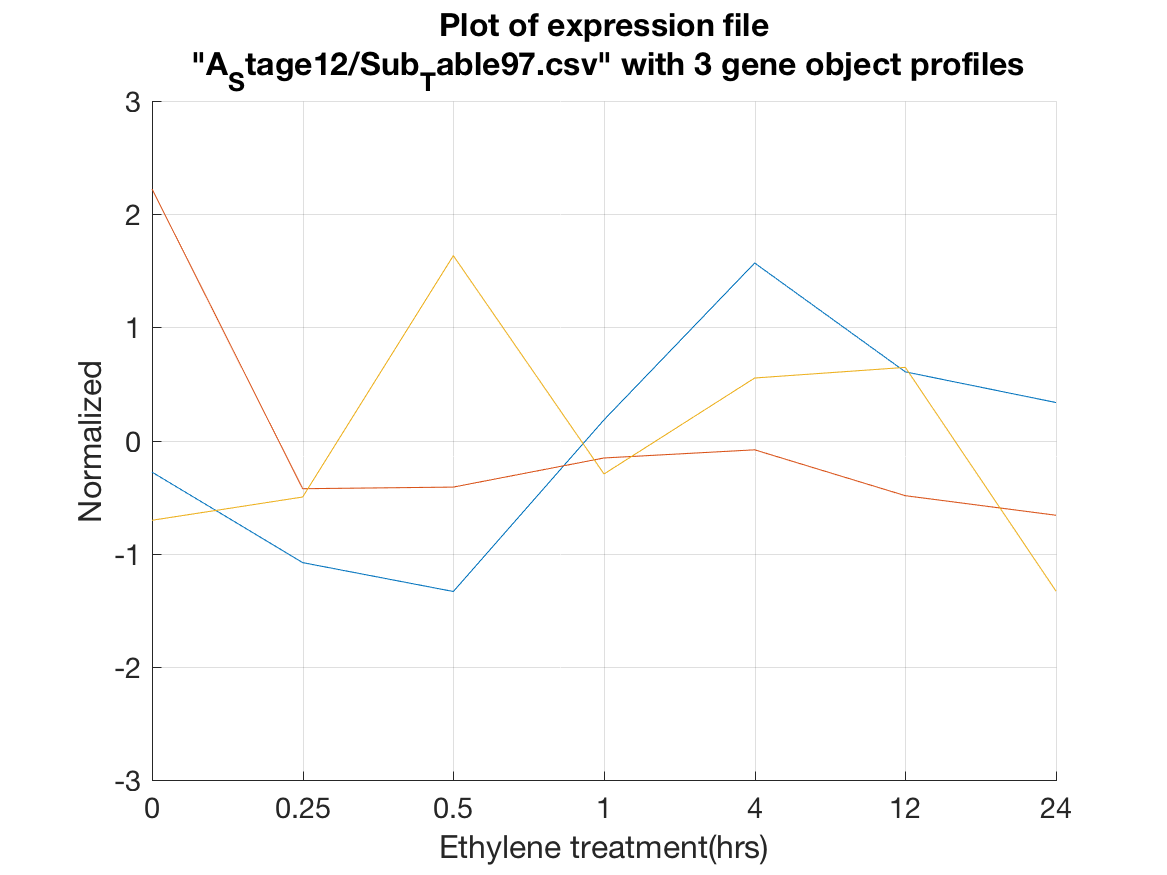 Plot of expression file
"A_Stage12/Sub_Table97.csv" with 3 gene object profiles
3
2
1
0
-1
-2
-3
Normalized
0 0.25 0.5 1 4 12 24
Ethylene treatment(hrs)